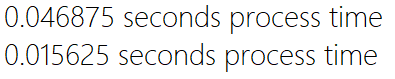 0.046875 seconds process time
0.015625 seconds process time